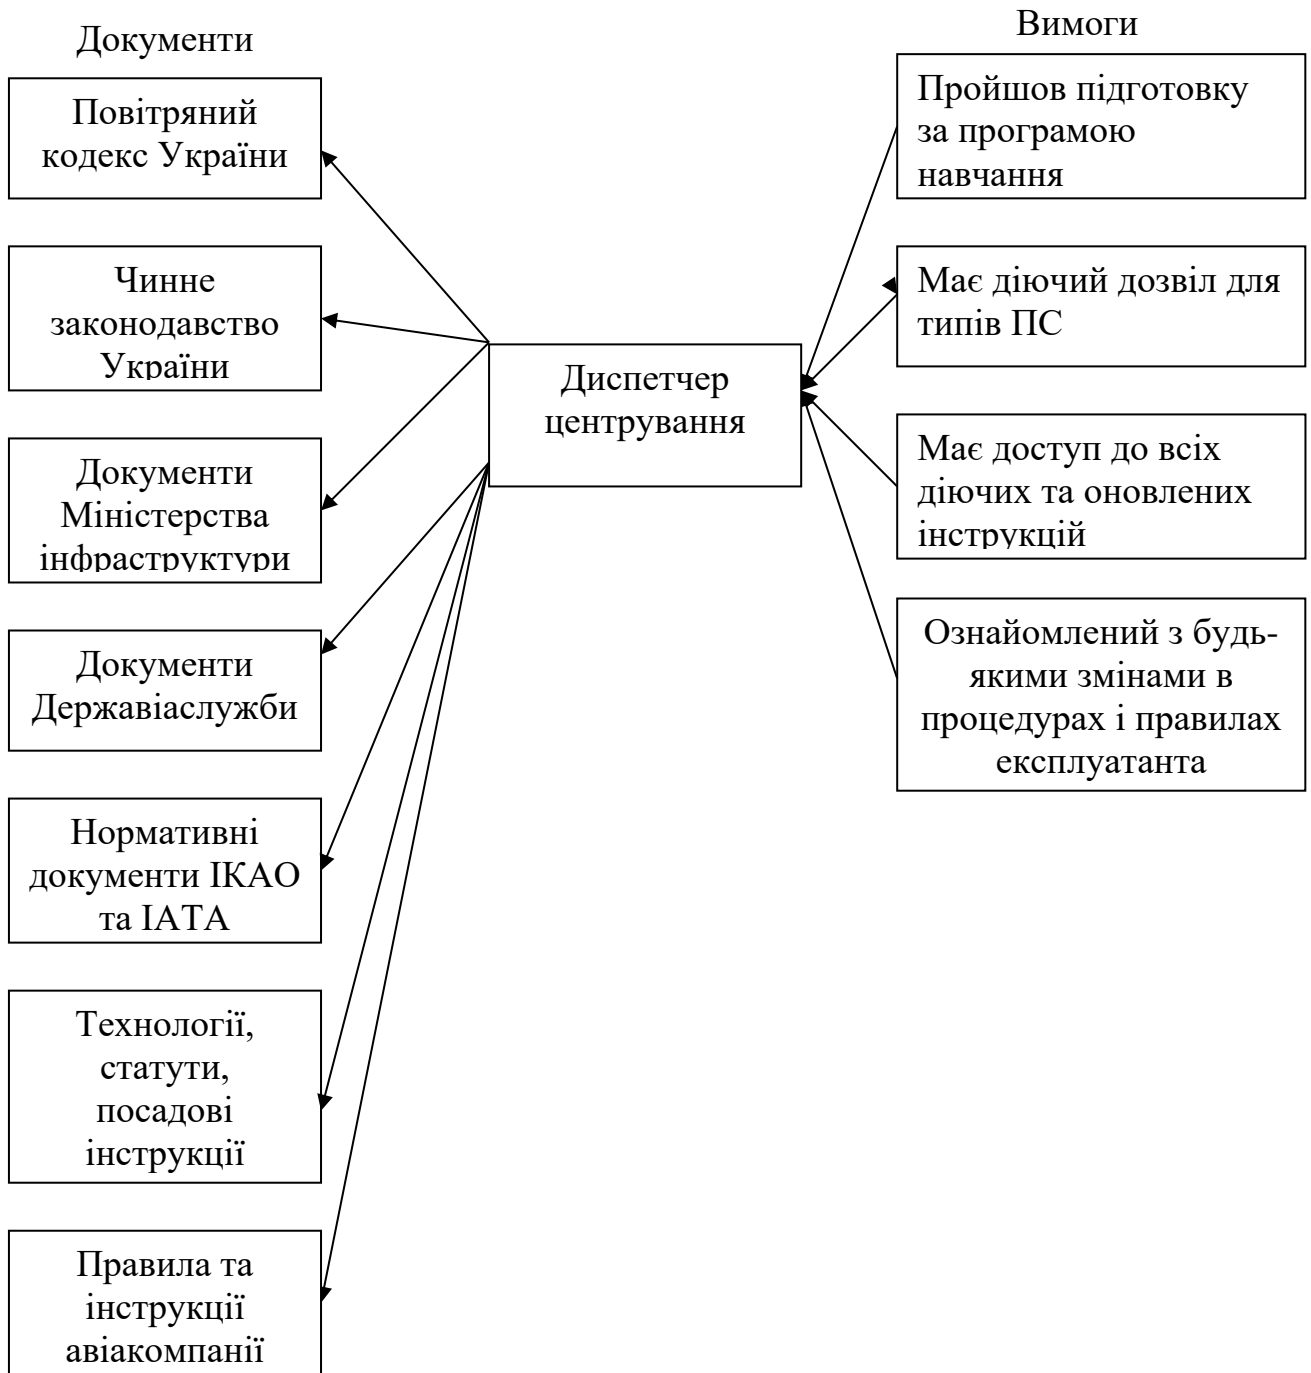 Документи
Повітряний
кодекс України
Чинне
законодавство
України
Документи
Міністерства
інфраструктури
Документи
Державіаслужби
Нормативні
документи ІКАО
та ІАТА
Технології,
статути,
посадові
інструкції
Правила та
інструкції
авіакомпанії
Диспетчер
центрування
Вимоги
Пройшов підготовку
за програмою
навчання
Має діючий дозвіл для
типів ПС
Має доступ до всіх
діючих та оновлених
інструкцій
Ознайомлений з будь-
якими змінами в
процедурах і правилах
експлуатанта